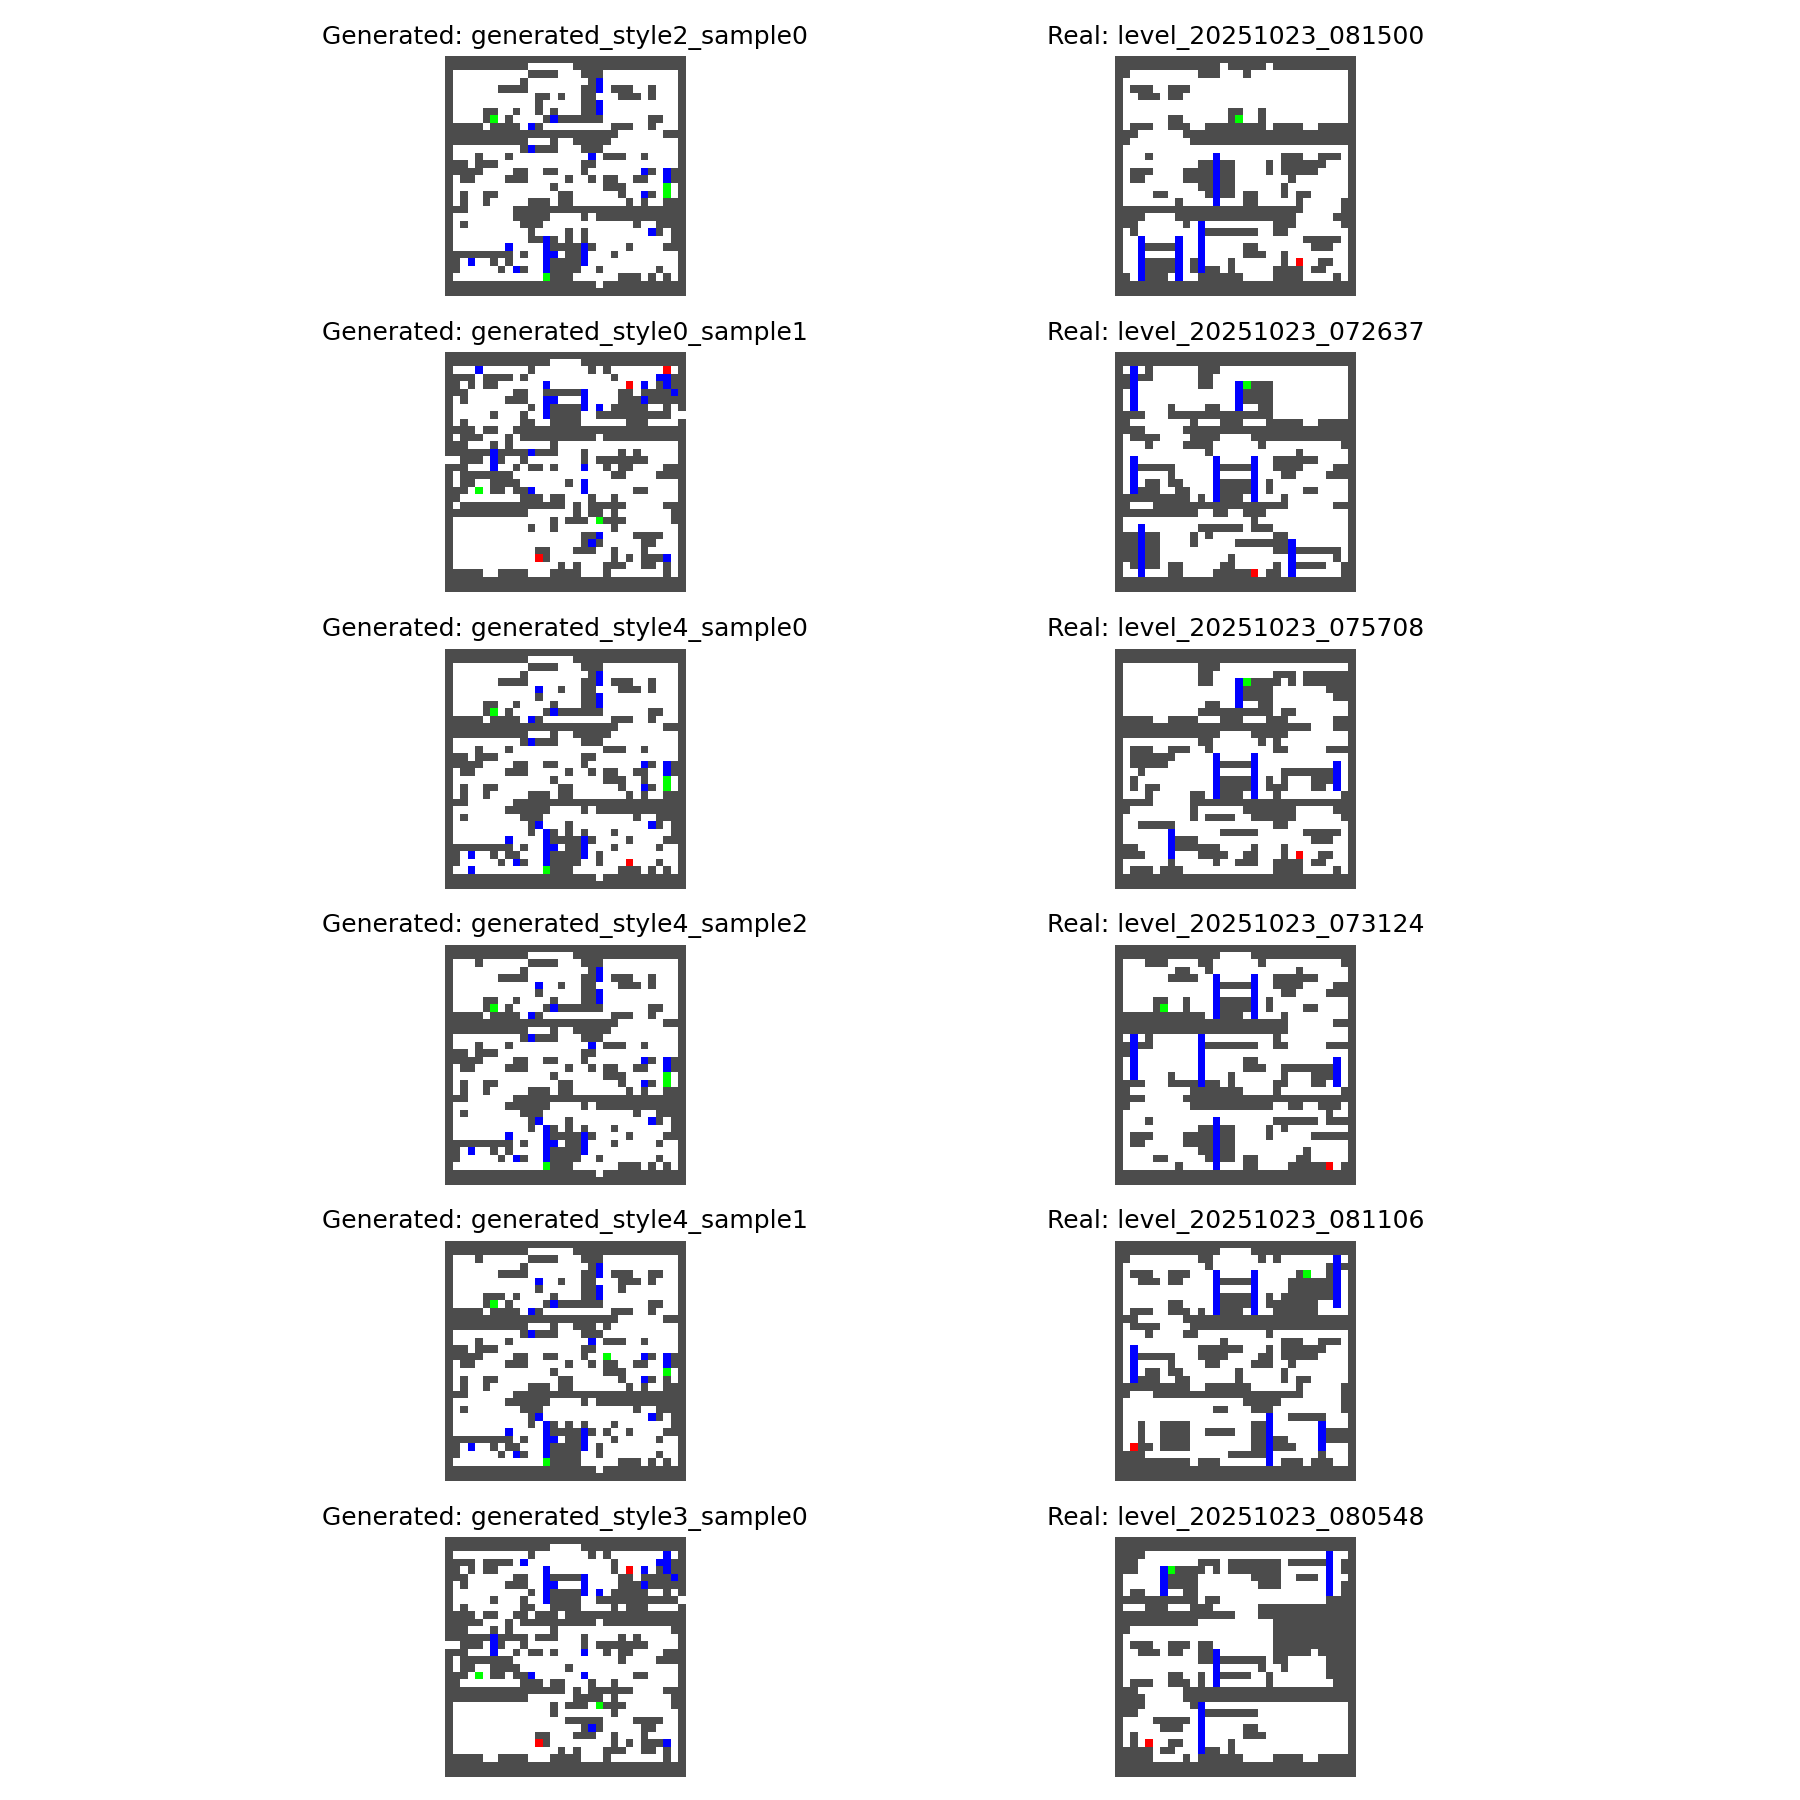 Generated: generated_style2_sample0
Real: level_20251023_081500
Generated: generated_style0_sample1
Real: level_20251023_072637
Generated: generated_style4_sample0
Real: level_20251023_075708
Generated: generated_style4_sample2
Real: level_20251023_073124
Generated: generated_style4_sample1
Real: level_20251023_081106
Generated: generated_style3_sample0
Real: level_20251023_080548